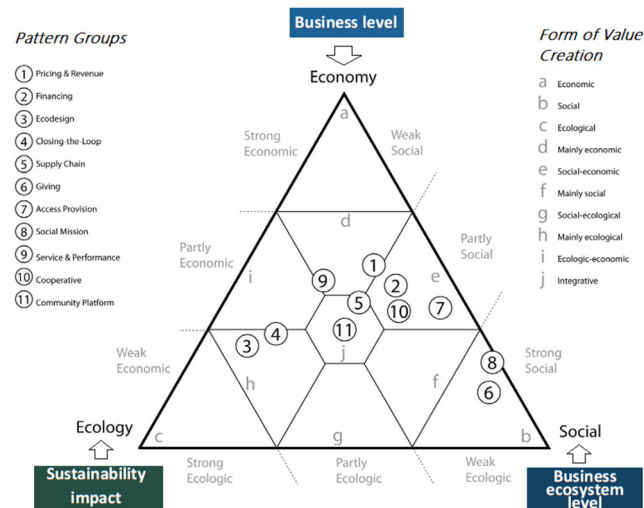 Business level
Pattern Groups
Form of Value
Creation
1 Pricing & Revenue
2 Financing
3 Ecodesign
4 Closing-the-Loop
5 Supply Chain
6 Giving
7 Access Provision
8 Social Mission
9 Service & Performance
10 Cooperative
11 Community Platform
a Economic
b Social
c Ecological
d Mainly economic
e Social-economic
f Mainly social
g Social-ecological
h Mainly ecological
i Ecologic-economic
j Integrative
Economy
a
Strong
Economic
Weak
Social
d
Partly
Economic
Partly
Social
i
9
1
2
e
5
10
7
11
3
4
j
Weak
Economic
h
f
8
6
Strong
Social
Ecology
c
g
b
Social
Strong
Ecologic
Partly
Ecologic
Weak
Ecologic
Sustainability
impact
Business
ecosystem
level